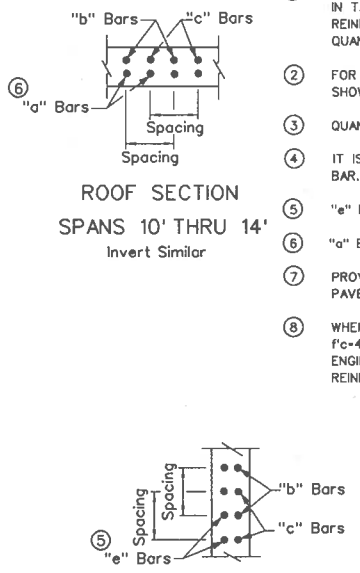 "b" Bars
"c" Bars
⑥
"a" Bars
Spacing
Spacing
ROOF SECTION
SPANS 10' THRU 14'
Invert Similar
IN T
REIN
QUAN
② FOR
SHOW
③ QUAN
④ IT IS
BAR.
⑤ "e"
⑥ "a"
⑦ PROV
PAVE
⑧ WHE
f'c=4
ENGI
REIN
Spacing
Spacing
"b" Bars
"c" Bars
⑤
"e" Bars